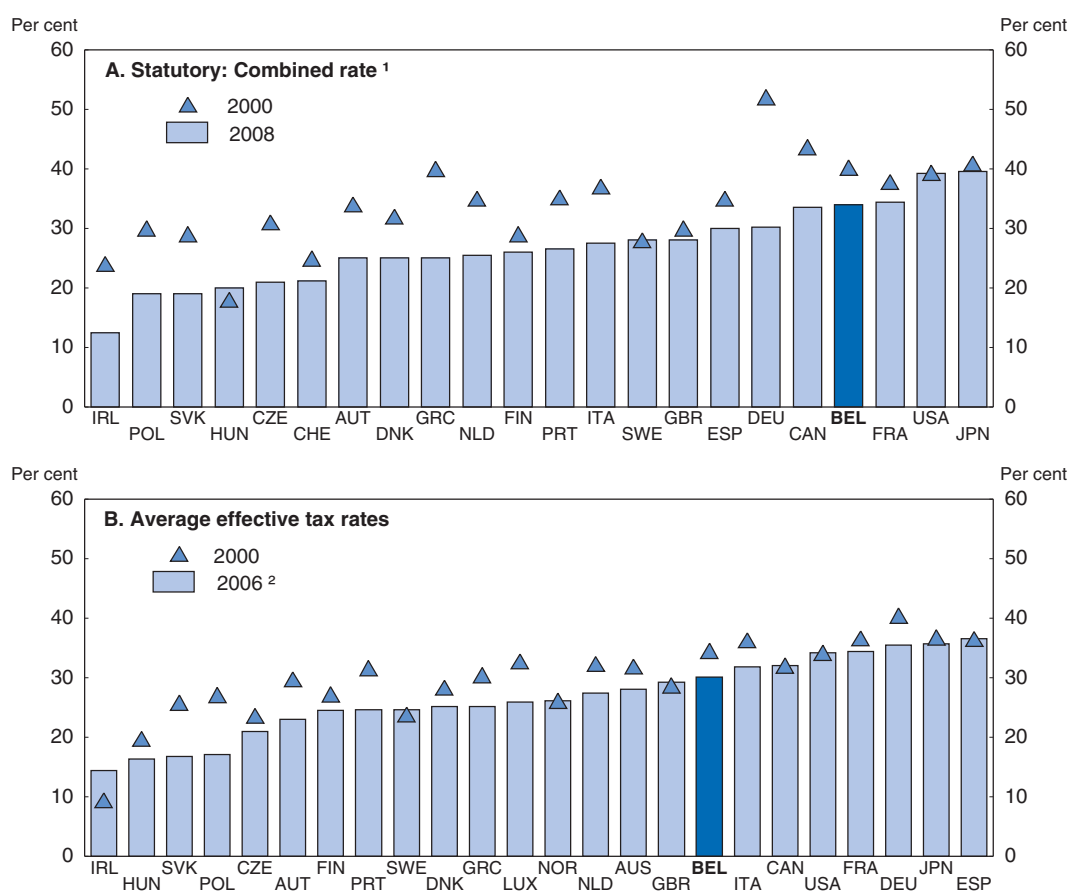 Per cent Per cent
60 60
A. Statutory: Combined rate ¹
2000
2008
50 50
40 40
30 30
20 20
10 10
0 0
IRL SVK CZE AUT GRC FIN ITA GBR DEU BEL USA
POL HUN CHE DNK NLD PRT SWE ESP CAN FRA JPN
Per cent Per cent
60 60
B. Average effective tax rates
2000
2006 ²
50 50
40 40
30 30
20 20
10 10
0 0
IRL SVK CZE FIN SWE GRC NOR AUS BEL CAN FRA JPN
HUN POL AUT PRT DNK LUX NLD GBR ITA USA DEU ESP